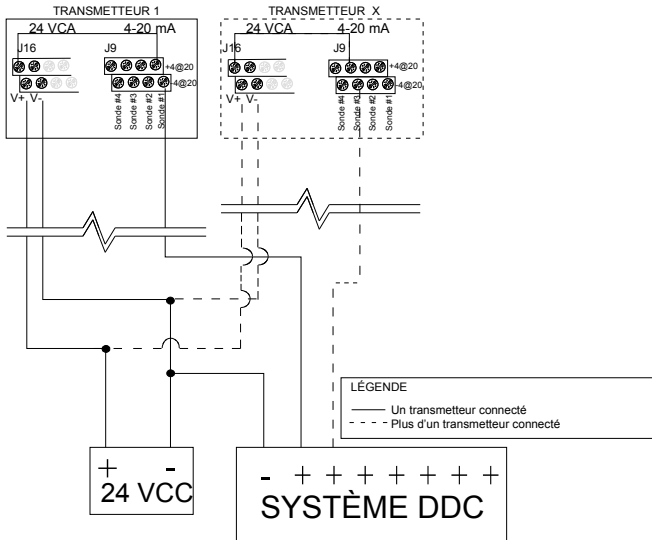 TRANSMETTEUR 1
24 VCA 4-20 mA
J16 J9
+4@20
-4@20
V+ V-
Sonde #4
Sonde #3
Sonde #2
Sonde #1
TRANSMETTEUR X
24 VCA 4-20 mA
J16 J9
+4@20
-4@20
V+ V-
Sonde #4
Sonde #3
Sonde #2
Sonde #1
LÉGENDE
Un transmetteur connecté
Plus d'un transmetteur connecté
+ -
24 VCC
- + + + + + + +
SYSTÈME DDC